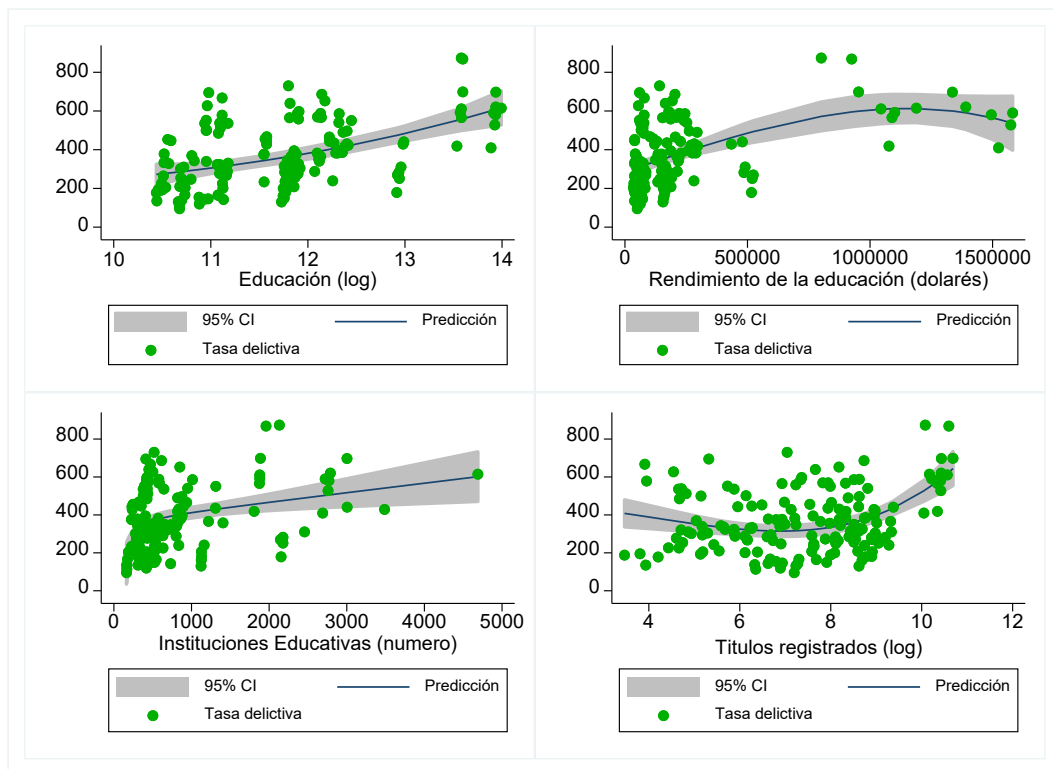 800
600
400
200
0
10 11 12 13 14
Educación (log)
95% CI Predicción
Tasa delictiva
800
600
400
200
0
0 500000 1000000 1500000
Rendimiento de la educación (dolarés)
95% CI Predicción
Tasa delictiva
800
600
400
200
0
0 1000 2000 3000 4000 5000
Instituciones Educativas (numero)
95% CI Predicción
Tasa delictiva
800
600
400
200
0
4 6 8 10 12
Titulos registrados (log)
95% CI Predicción
Tasa delictiva